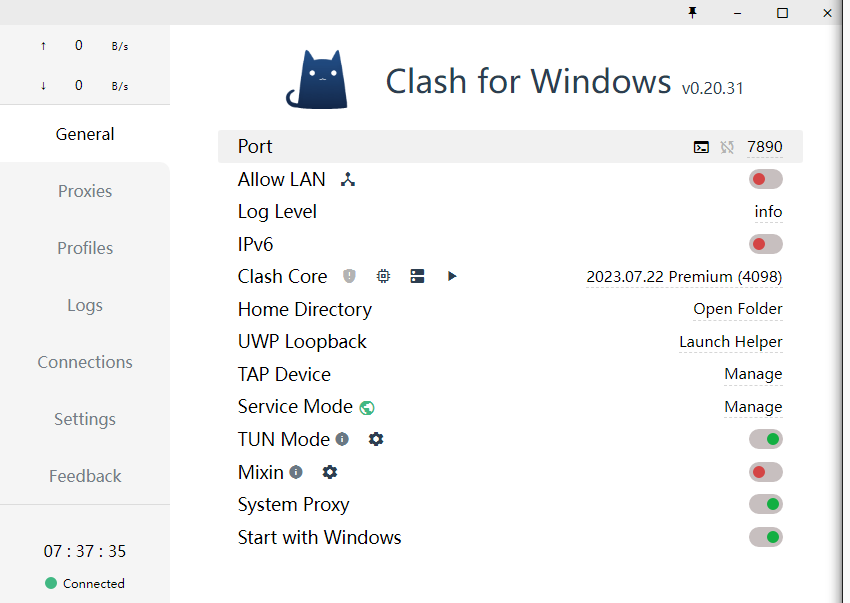 ↑ 0 B/s
↓ 0 B/s
General
Proxies
Profiles
Logs
Connections
Settings
Feedback
07 : 37 : 35
Connected
Clash for Windows v0.20.31
Port 7890
Allow LAN
Log Level info
IPv6
Clash Core 2023.07.22 Premium (4098)
Home Directory Open Folder
UWP Loopback Launch Helper
TAP Device Manage
Service Mode Manage
TUN Mode
Mixin
System Proxy
Start with Windows